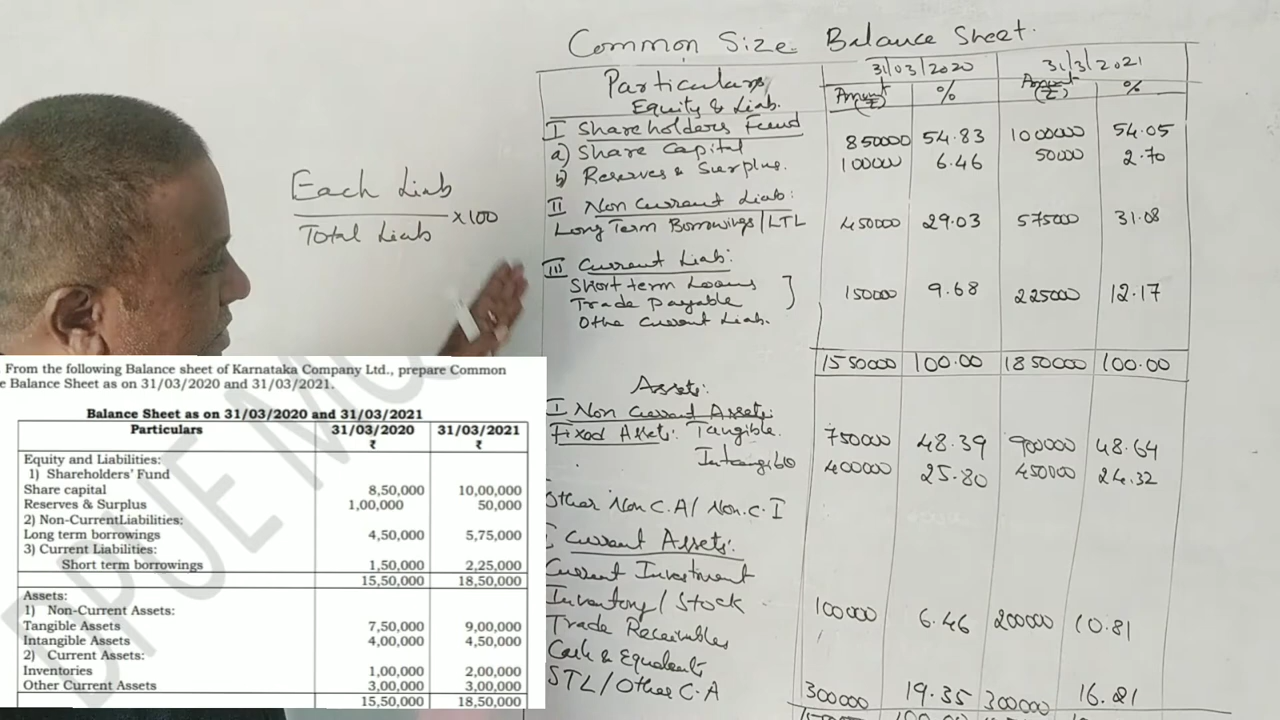 Common Size Balance Sheet.
Particulars 31/03/2020 31/3/2021
Equity & Liab. Amount (₹) % Amount (₹) %
I Shareholders Fund
a) Share Capital 850000 54.83 1000000 54.05
b) Reserves & Surplus. 100000 6.46 50000 2.70
II Non Current Liab:
Long Term Borrowings/LTL 450000 29.03 575000 31.08
III Current Liab:
Short term Loans
Trade Payable 150000 9.68 225000 12.17
Othe Current Liab.
1550000 100.00 1850000 100.00
Assets:
I Non Current Assets:
Fixed Assets: Tangible. 750000 48.39 900000 48.64
Intangible 400000 25.80 450000 24.32
Other Non C.A/ Non.C.I
Current Assets:
Current Investment
Inventory/Stock 100000 6.46 200000 10.81
Trade Receivables
Cash & Equivalent
STL/Other C.A 300000 19.35 300000 16.21
Each Liab
Total Liab ×100
From the following Balance sheet of Karnataka Company Ltd., prepare Common
e Balance Sheet as on 31/03/2020 and 31/03/2021.
Balance Sheet as on 31/03/2020 and 31/03/2021
Particulars 31/03/2020 ₹ 31/03/2021 ₹
Equity and Liabilities:
1) Shareholders' Fund
Share capital 8,50,000 10,00,000
Reserves & Surplus 1,00,000 50,000
2) Non-CurrentLiabilities:
Long term borrowings 4,50,000 5,75,000
3) Current Liabilities:
Short term borrowings 1,50,000 2,25,000
15,50,000 18,50,000
Assets:
1) Non-Current Assets:
Tangible Assets 7,50,000 9,00,000
Intangible Assets 4,00,000 4,50,000
2) Current Assets:
Inventories 1,00,000 2,00,000
Other Current Assets 3,00,000 3,00,000
15,50,000 18,50,000